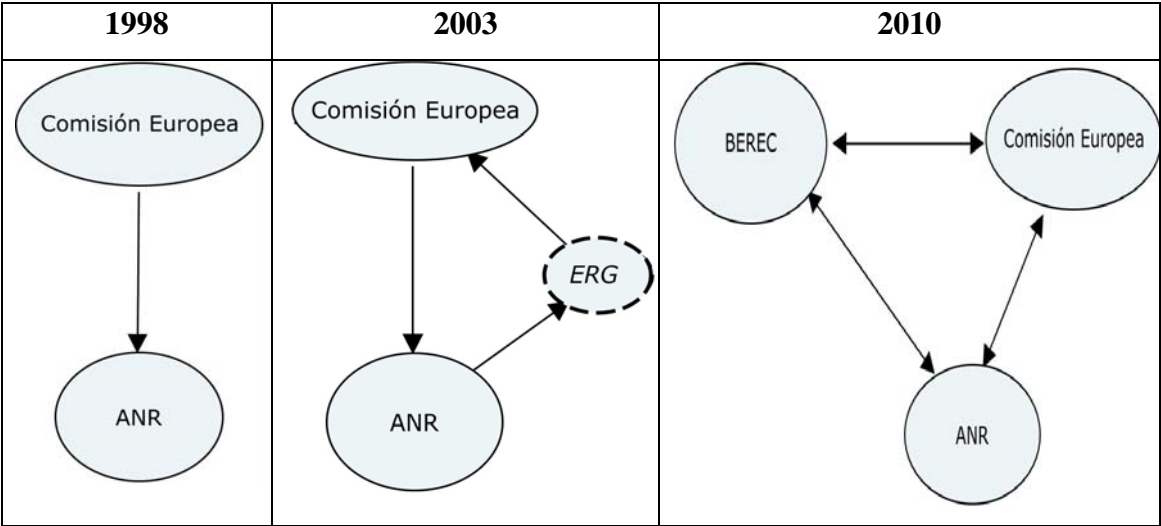 1998
2003
2010
Comisión Europea
ANR
Comisión Europea
ERG
ANR
BEREC
Comisión Europea
ANR